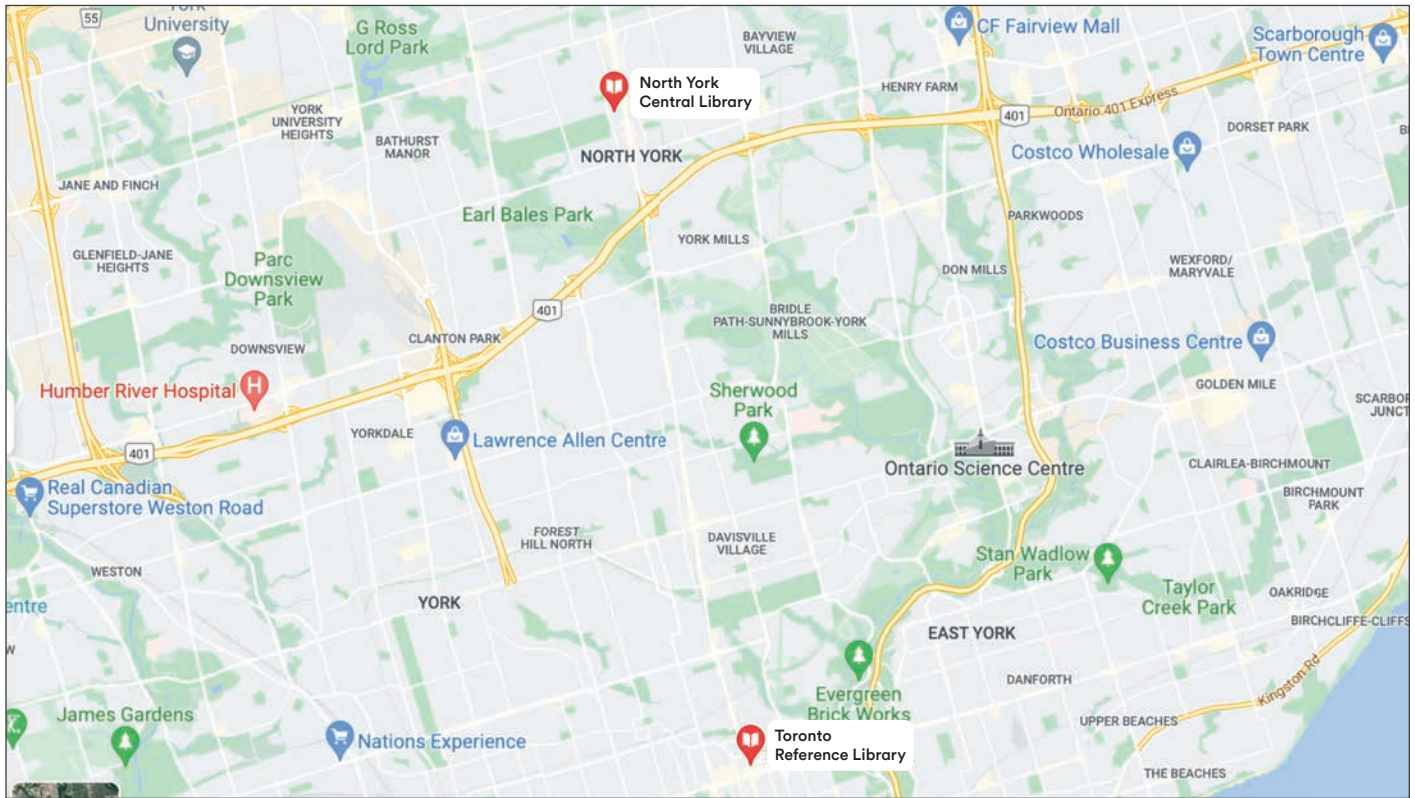 55
York
University
G Ross
Lord Park
BAYVIEW
VILLAGE
CF Fairview Mall
Scarborough
Town Centre
North York
Central Library
HENRY FARM
401
Ontario 401 Express
DORSET PARK
YORK
UNIVERSITY
HEIGHTS
BATHURST
MANOR
NORTH YORK
Costco Wholesale
JANE AND FINCH
Earl Bales Park
PARKWOODS
GLENFIELD-JANE
HEIGHTS
Parc
Downsview
Park
YORK MILLS
DON MILLS
WEXFORD/
MARYVALE
401
BRIDLE
PATH-SUNNYBROOK-YORK
MILLS
CLANTON PARK
DOWNSVIEW
Costco Business Centre
Humber River Hospital
H
Sherwood
Park
GOLDEN MILE
SCARBOR
JUNCT
401
YORKDALE
Lawrence Allen Centre
Ontario Science Centre
CLAIRLEA-BIRCHMOUNT
Real Canadian
Superstore Weston Road
BIRCHMOUNT
PARK
FOREST
HILL NORTH
DAVISVILLE
VILLAGE
Stan Wadlow
Park
WESTON
Taylor
Creek Park
OAKRIDGE
entre
YORK
EAST YORK
BIRCHCLIFFE-CLIFFS
W
DANFORTH
Kingston Rd
Evergreen
Brick Works
James Gardens
UPPER BEACHES
Nations Experience
Toronto
Reference Library
THE BEACHES